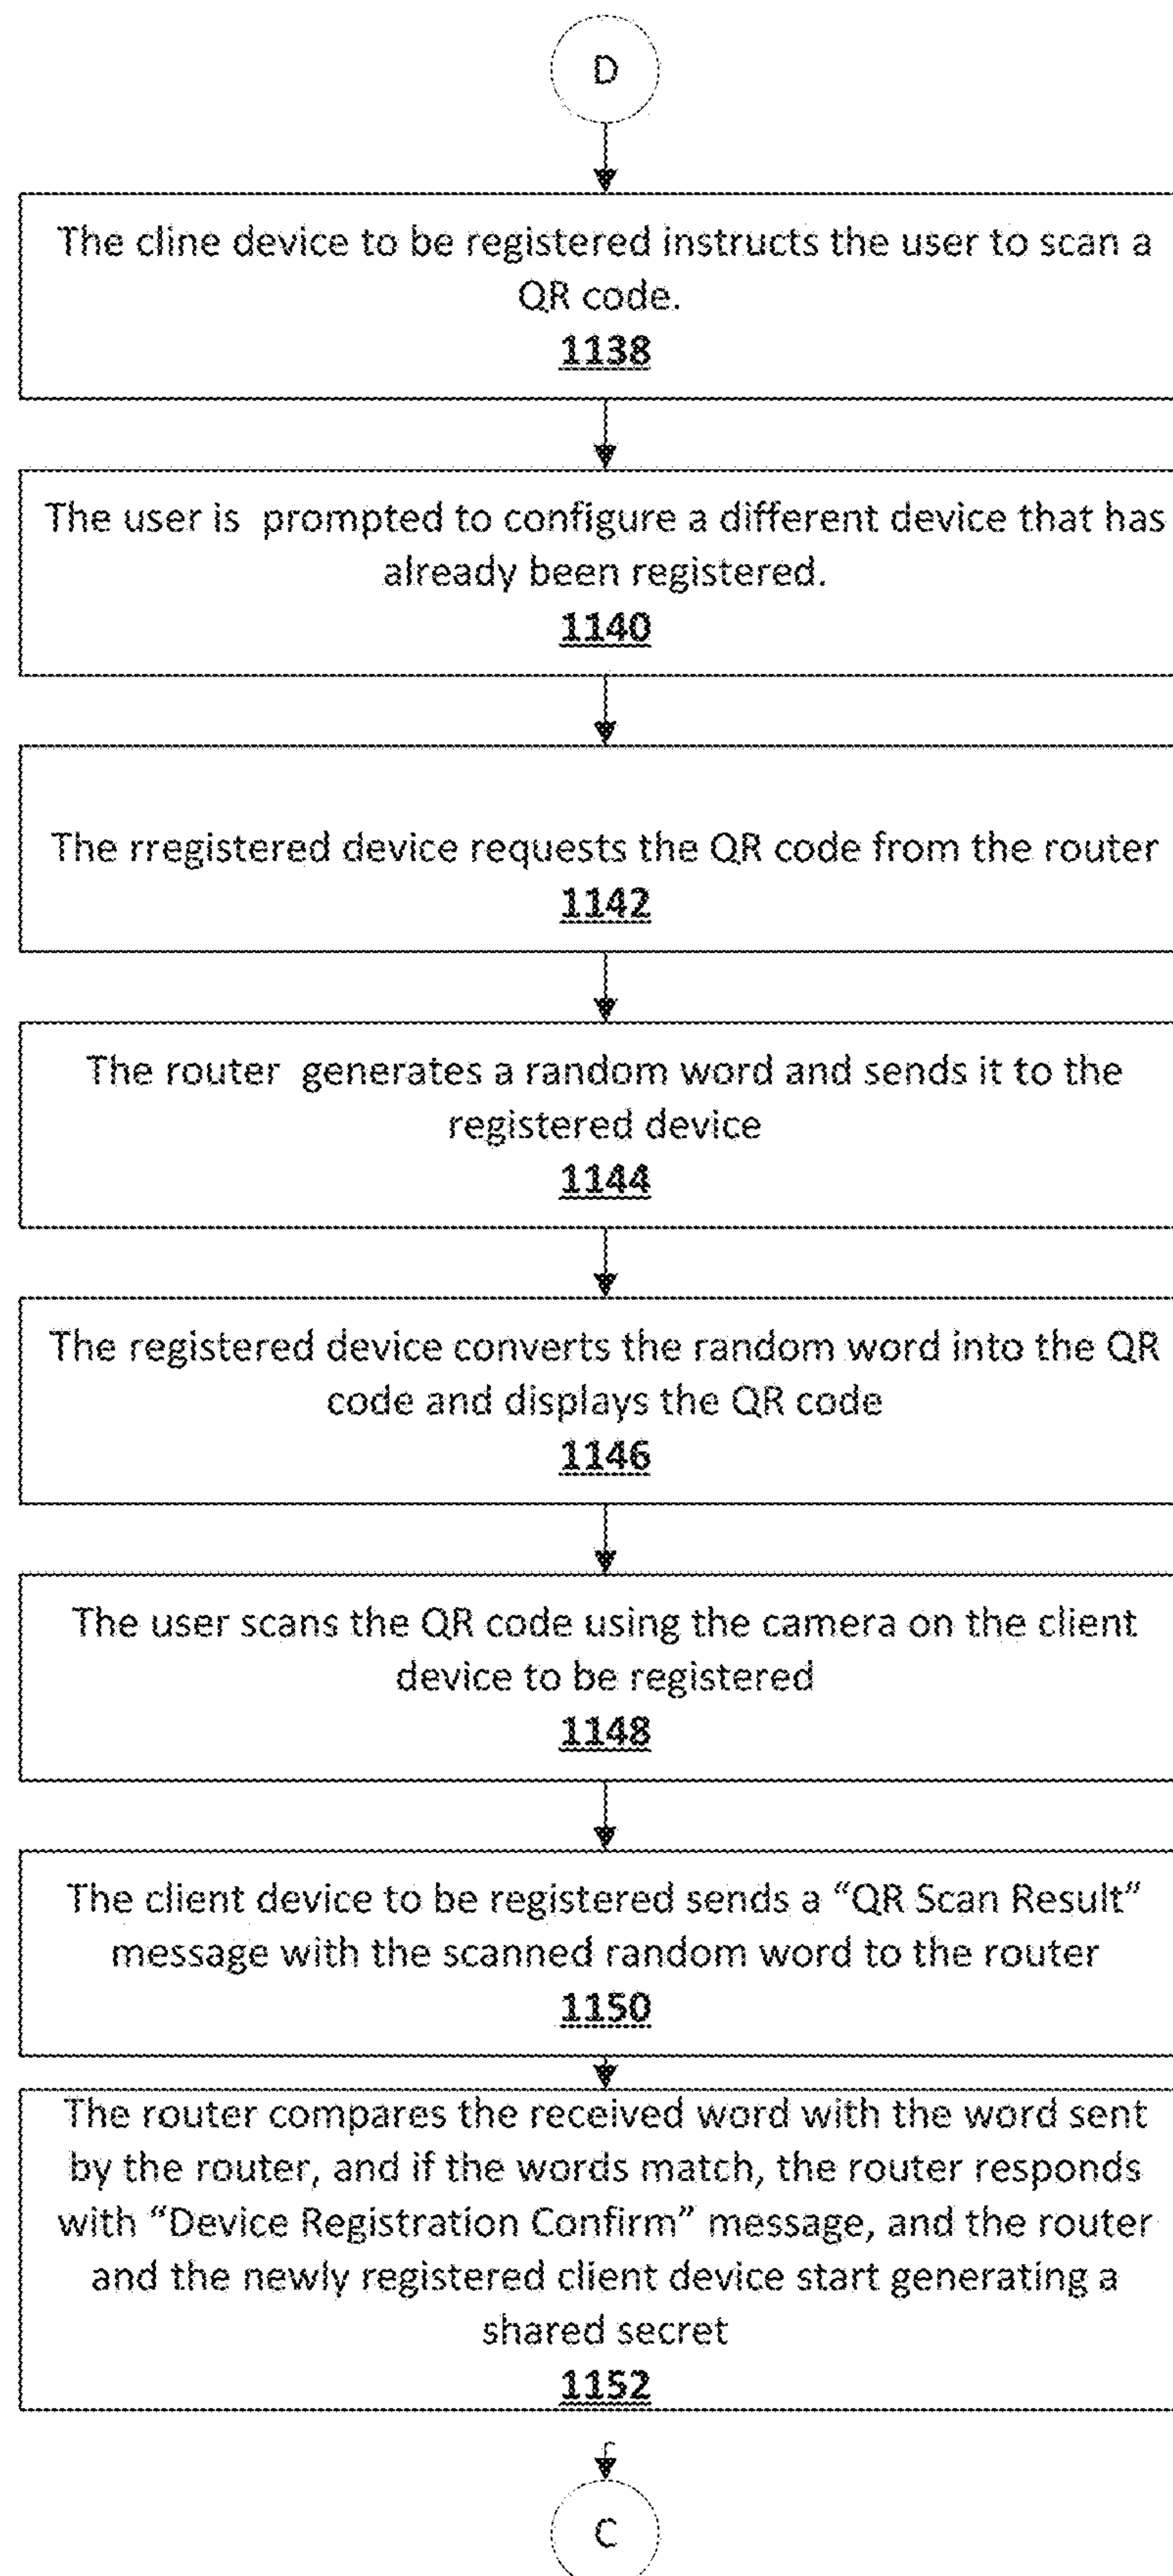 D
The cline device to be registered instructs the user to scan a
QR code.
1138
The user is  prompted to configure a different device that has
already been registered.
1140
The rregistered device requests the QR code from the router
1142
The router  generates a random word and sends it to the
registered device
1144
The registered device converts the random word into the QR
code and displays the QR code
1146
The user scans the QR code using the camera on the client
device to be registered
1148
The client device to be registered sends a “QR Scan Result”
message with the scanned random word to the router
1150
The router compares the received word with the word sent
by the router, and if the words match, the router responds
with “Device Registration Confirm” message, and the router
and the newly registered client device start generating a
shared secret
1152
C